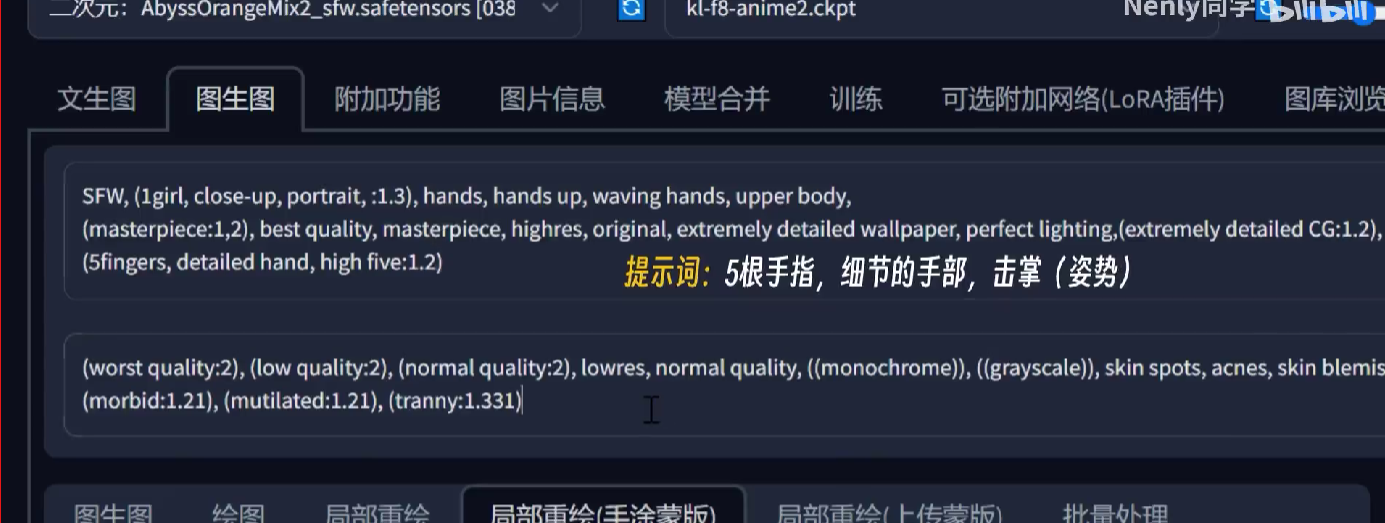 二次元：AbyssOrangeMix2_sfw.safetensors [038
kl-f8-anime2.ckpt
Nenly同学
bilibili
文生图 图生图 附加功能 图片信息 模型合并 训练 可选附加网络(LoRA插件) 图库浏览
SFW, (1girl, close-up, portrait, :1.3), hands, hands up, waving hands, upper body,
(masterpiece:1,2), best quality, masterpiece, highres, original, extremely detailed wallpaper, perfect lighting,(extremely detailed CG:1.2),
(5fingers, detailed hand, high five:1.2)
提示词：5根手指，细节的手部，击掌（姿势）
(worst quality:2), (low quality:2), (normal quality:2), lowres, normal quality, ((monochrome)), ((grayscale)), skin spots, acnes, skin blemis
(morbid:1.21), (mutilated:1.21), (tranny:1.331)
图生图 绘图 局部重绘 局部重绘(手涂蒙版) 局部重绘(上传蒙版) 批量处理